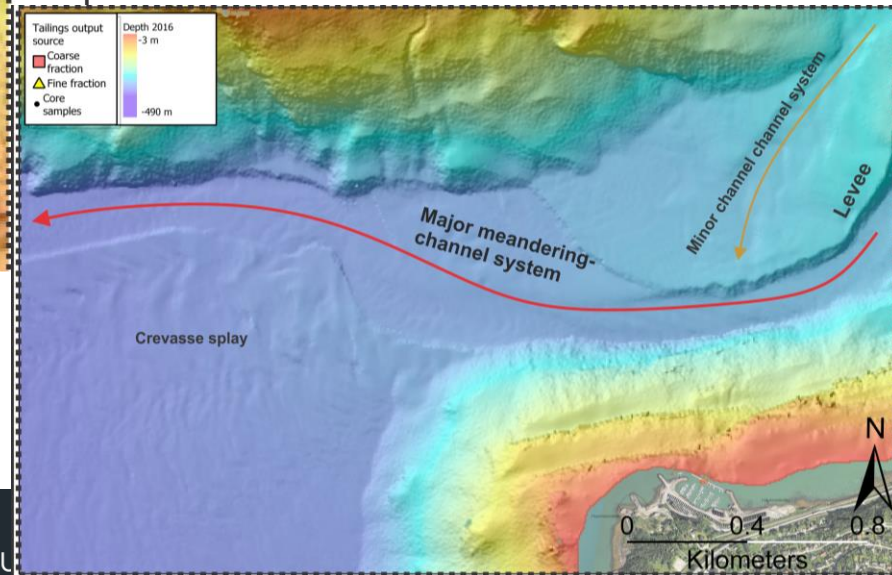 Tailings output
source
Coarse
fraction
Fine fraction
Core
samples
Depth 2016
-3 m
-490 m
Minor channel system
Levee
Major meandering-
channel system
Crevasse splay
N
0 0.4 0.8
Kilometers